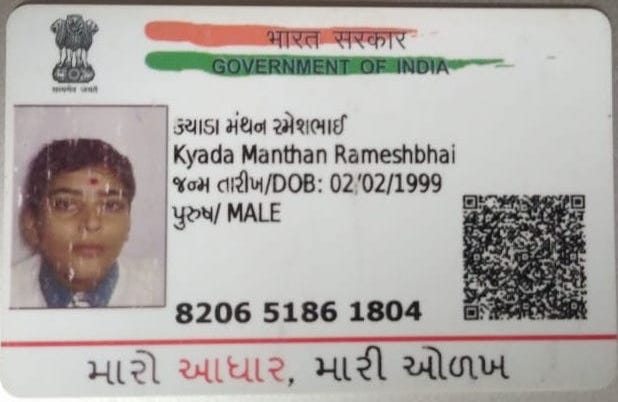 भारत सरकार
GOVERNMENT OF INDIA
सत्यमेव जयते
ક્યાડા મંથન રમેશભાઈ
Kyada Manthan Rameshbhai
જન્મ તારીખ/DOB: 02/02/1999
પુરુષ/ MALE
8206 5186 1804
મારો આધાર, મારી ઓળખ